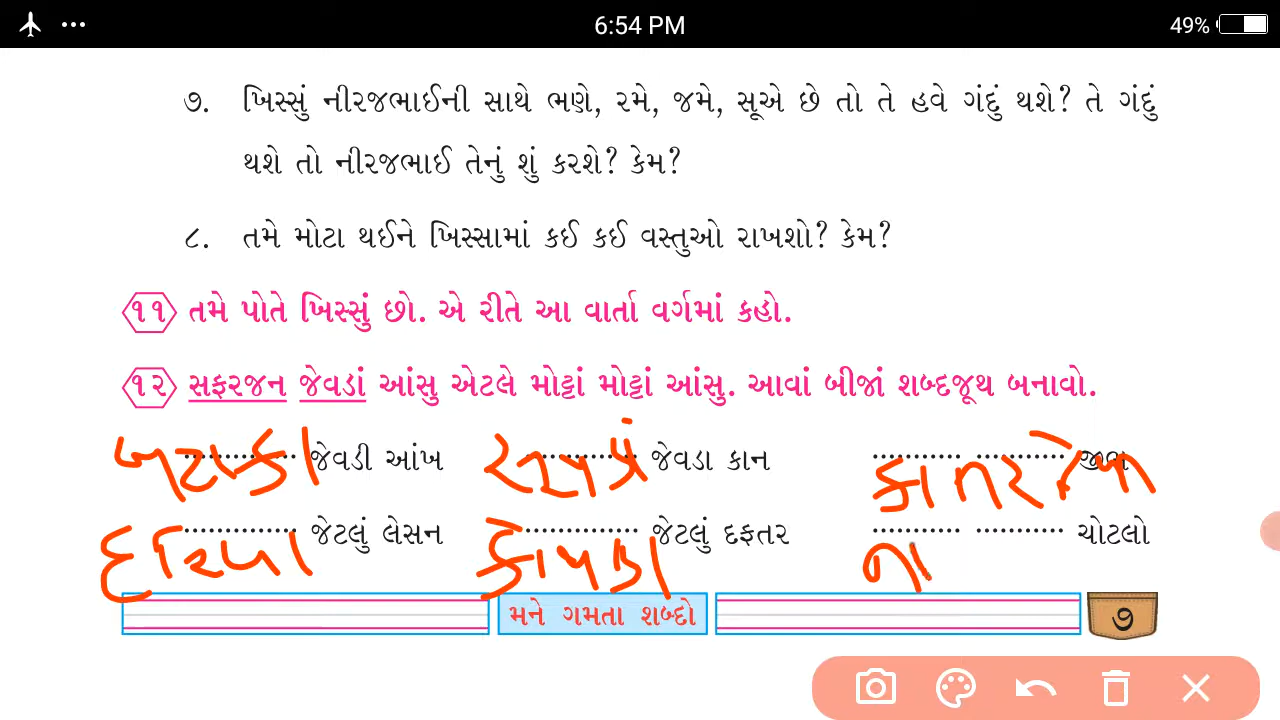 6:54 PM
49%
૭. ખિસ્સું નીરજભાઈની સાથે ભણે, રમે, જમે, સૂએ છે તો તે હવે ગંદું થશે? તે ગંદું
થશે તો નીરજભાઈ તેનું શું કરશે? કેમ?
૮. તમે મોટા થઈને ખિસ્સામાં કઈ કઈ વસ્તુઓ રાખશો? કેમ?
૧૧ તમે પોતે ખિસ્સું છો. એ રીતે આ વાર્તા વર્ગમાં કહો.
૧૨ સફરજન જેવડાં આંસુ એટલે મોટ્ટાં મોટ્ટાં આંસુ. આવાં બીજાં શબ્દજૂથ બનાવો.
બટાકા જેવડી આંખ જેવડા કાન કાતર જીભ
દરિયા જેટલું લેસન જેટલું દફતર ના ચોટલો
મને ગમતા શબ્દો ૭